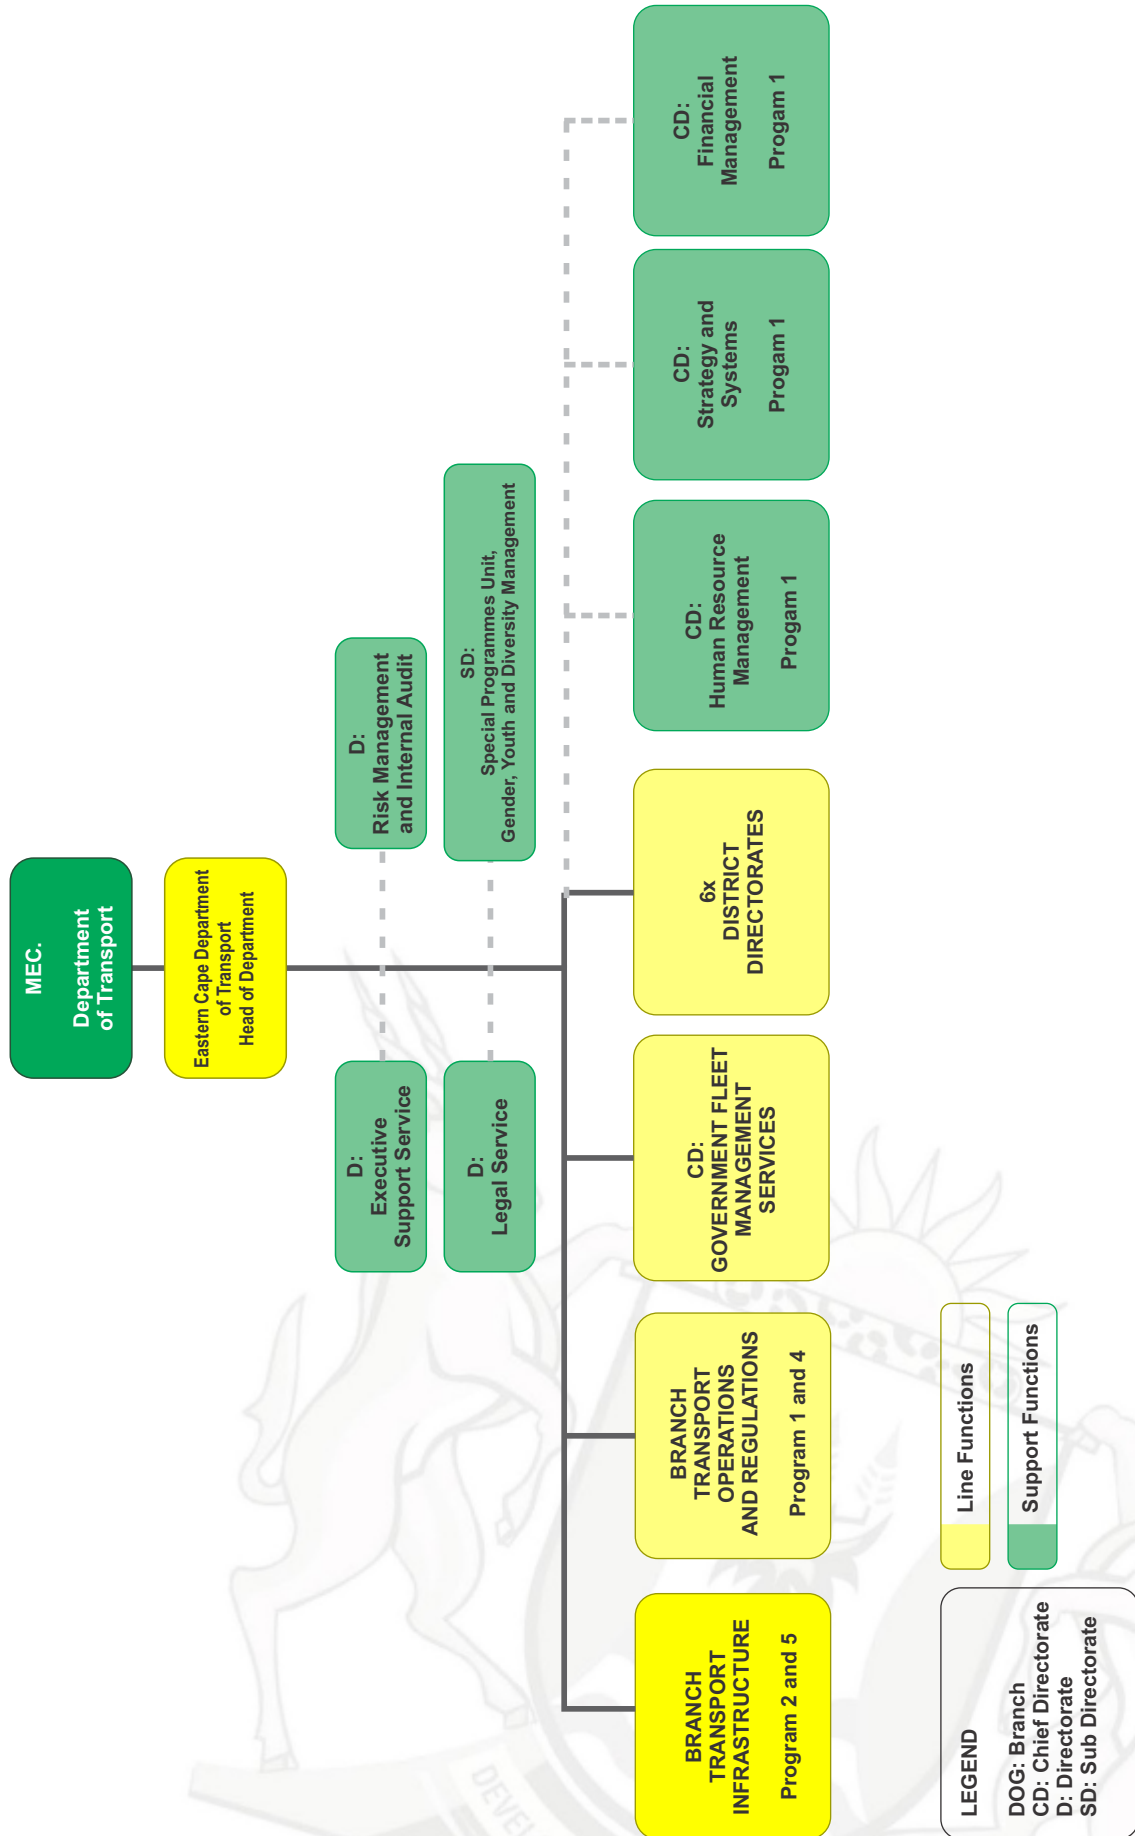 MEC.
Department
of Transport
Eastern Cape Department
of Transport
Head of Department
D:
Executive
Support Service
D:
Risk Management
and Internal Audit
D:
Legal Service
SD:
Special Programmes Unit,
Gender, Youth and Diversity Management
BRANCH
TRANSPORT
INFRASTRUCTURE
Program 2 and 5
BRANCH
TRANSPORT
OPERATIONS
AND REGULATIONS
Program 1 and 4
CD:
GOVERNMENT FLEET
MANAGEMENT
SERVICES
6x
DISTRICT
DIRECTORATES
CD:
Human Resource
Management
Progam 1
CD:
Strategy and
Systems
Progam 1
CD:
Financial
Management
Progam 1
LEGEND
DOG: Branch
CD: Chief Directorate
D: Directorate
SD: Sub Directorate
Line Functions
Support Functions
DEVEL